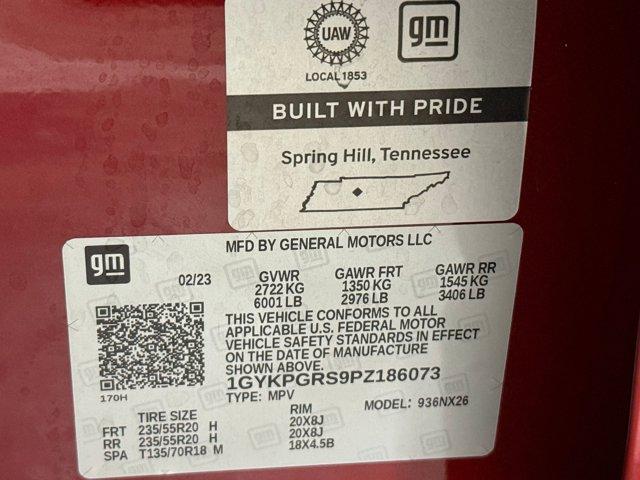 UAW
gm
LOCAL 1853
BUILT WITH PRIDE
Spring Hill, Tennessee
gm
MFD BY GENERAL MOTORS LLC
02/23 GVWR GAWR FRT GAWR RR
2722 KG 1350 KG 1545 KG
6001 LB 2976 LB 3406 LB
THIS VEHICLE CONFORMS TO ALL
APPLICABLE U.S. FEDERAL MOTOR
VEHICLE SAFETY STANDARDS IN EFFECT
ON THE DATE OF MANUFACTURE
SHOWN ABOVE.
1GYKPGRS9PZ186073
170H
TYPE: MPV MODEL: 936NX26
TIRE SIZE RIM
FRT 235/55R20 H 20X8J
RR 235/55R20 H 20X8J
SPA T135/70R18 M 18X4.5B